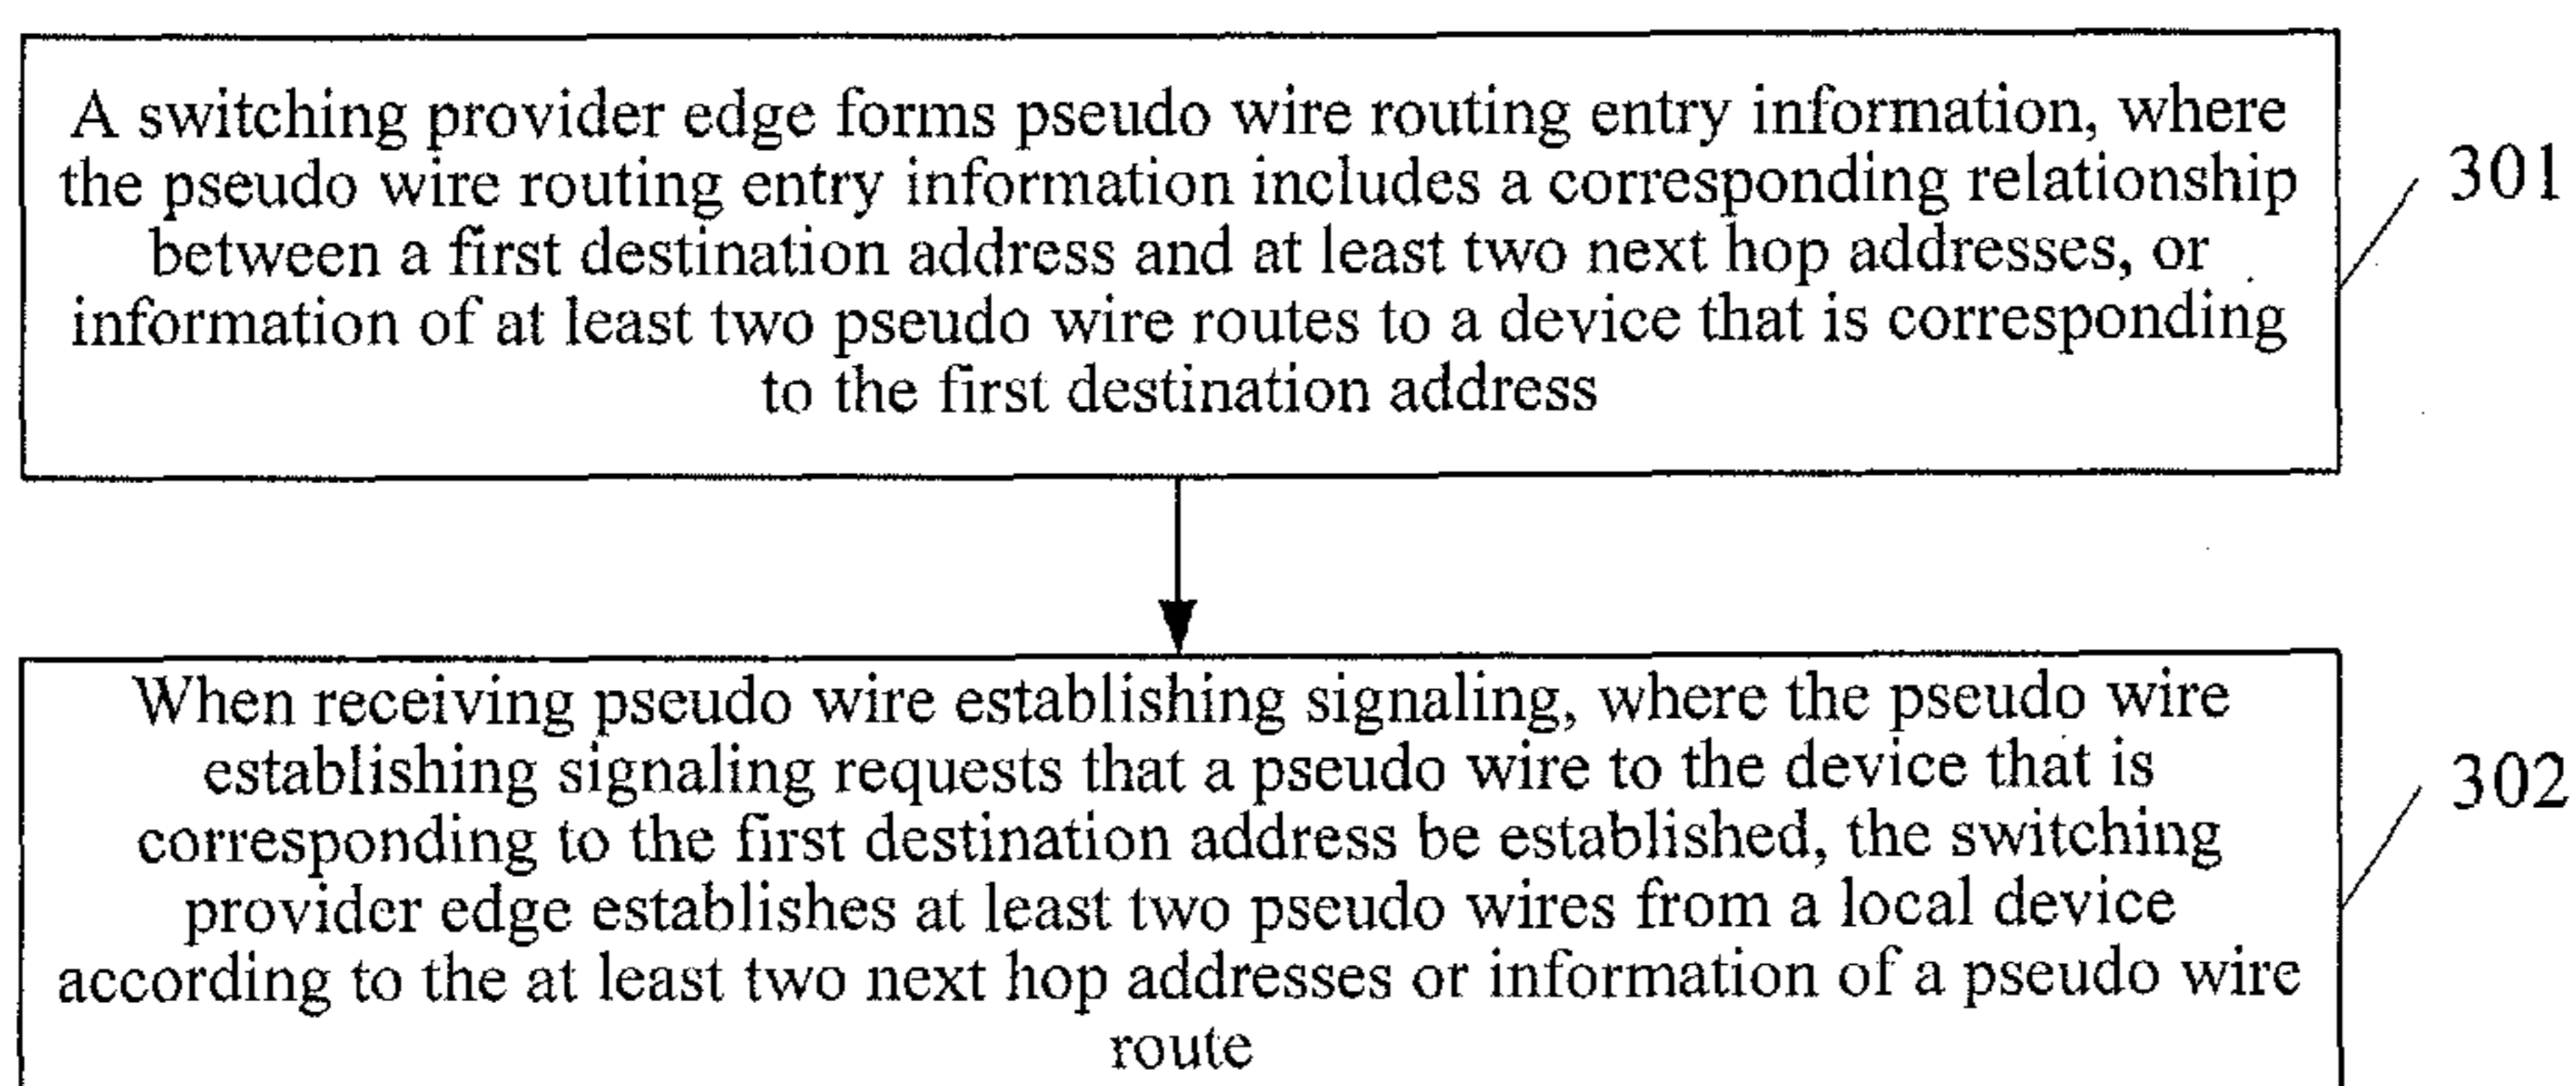 A switching provider edge forms pseudo wire routing entry information, where
the pseudo wire routing entry information includes a corresponding relationship
between a first destination address and at least two next hop addresses, or
information of at least two pseudo wire routes to a device that is corresponding
to the first destination address
301
When receiving pseudo wire establishing signaling, where the pseudo wire
establishing signaling requests that a pseudo wire to the device that is
corresponding to the first destination address be established, the switching
provider edge establishes at least two pseudo wires from a local device
according to the at least two next hop addresses or information of a pseudo wire
route
302